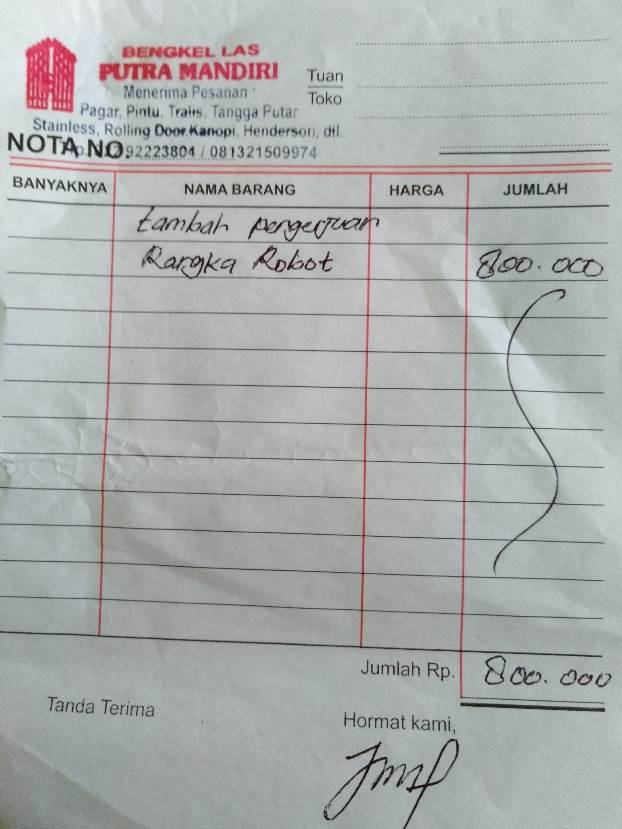 BENGKEL LAS
PUTRA MANDIRI
Menerima Pesanan :
Pagar, Pintu, Tralis, Tangga Putar
Stainless, Rolling Door, Kanopi, Henderson, dll.
NOTA NO. 92223804 / 081321509974
Tuan
Toko
BANYAKNYA NAMA BARANG HARGA JUMLAH
tambah pengerjuan
Rangka Robot 800.000
Jumlah Rp. 800.000
Tanda Terima
Hormat kami,